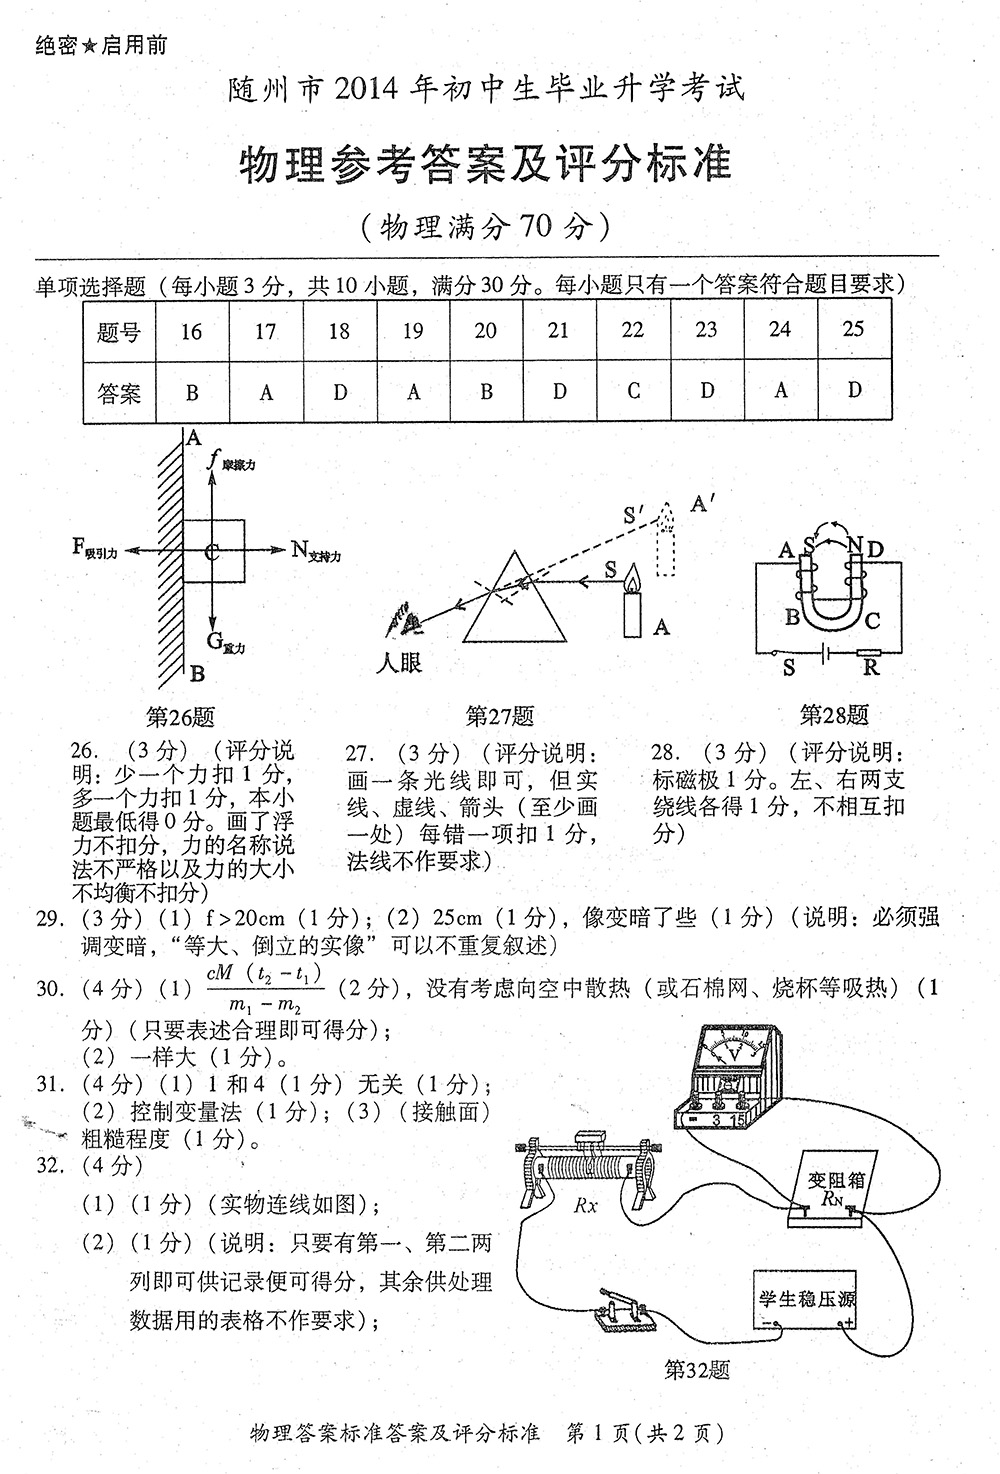 绝密★启用前
随州市2014年初中生毕业升学考试
物理参考答案及评分标准
(物理满分70分)
单项选择题(每小题3分，共10小题，满分30分。每小题只有一个答案符合题目要求)
题号 16 17 18 19 20 21 22 23 24 25
答案 B A D A B D C D A D
A
f摩擦力
F吸引力 C N支持力
G重力
B
第26题
S′ A′
S
A
人眼
第27题
A S N D
B C
S R
第28题
26. (3分)(评分说
明：少一个力扣1分，
多一个力扣1分，本小
题最低得0分。画了浮
力不扣分，力的名称说
法不严格以及力的大小
不均衡不扣分)
27. (3分)(评分说明：
画一条光线即可，但实
线、虚线、箭头(至少画
一处)每错一项扣1分，
法线不作要求)
28. (3分)(评分说明：
标磁极1分。左、右两支
绕线各得1分，不相互扣
分)
29. (3分)(1) f>20cm(1分)；(2) 25cm(1分)，像变暗了些(1分)(说明：必须强
调变暗，“等大、倒立的实像”可以不重复叙述)
30. (4分)(1) cM(t₂-t₁)/(m₁-m₂) (2分)，没有考虑向空中散热(或石棉网、烧杯等吸热)(1
分)(只要表述合理即可得分)；
(2) 一样大(1分)。
31. (4分)(1) 1和4(1分) 无关(1分)；
(2) 控制变量法(1分)；(3)(接触面)
粗糙程度(1分)。
32. (4分)
(1)(1分)(实物连线如图)；
(2)(1分)(说明：只要有第一、第二两
列即可供记录便可得分，其余供处理
数据用的表格不作要求)；
V
- 3 15
Rx
变阻箱
RN
学生稳压源
- +
第32题
物理答案标准答案及评分标准 第1页(共2页)